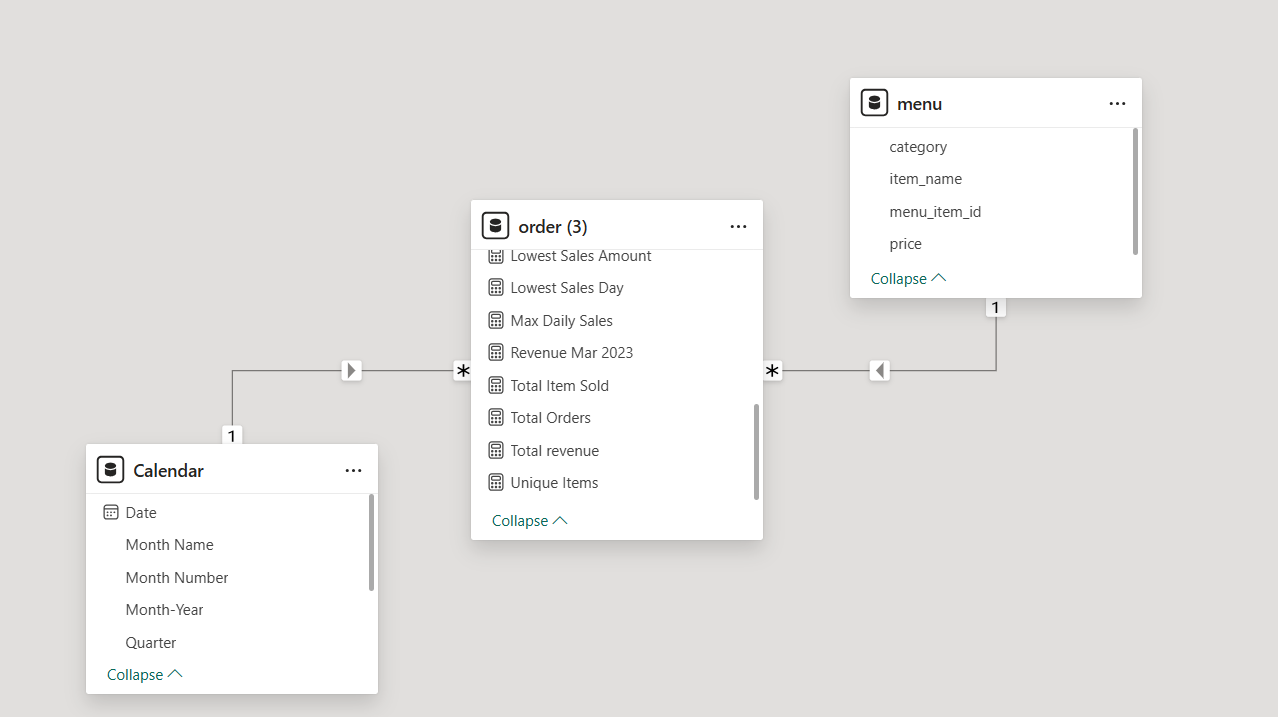 menu
category
item_name
menu_item_id
price
Collapse
1
order (3)
Lowest Sales Amount
Lowest Sales Day
Max Daily Sales
Revenue Mar 2023
Total Item Sold
Total Orders
Total revenue
Unique Items
Collapse
*
*
1
Calendar
Date
Month Name
Month Number
Month-Year
Quarter
Collapse